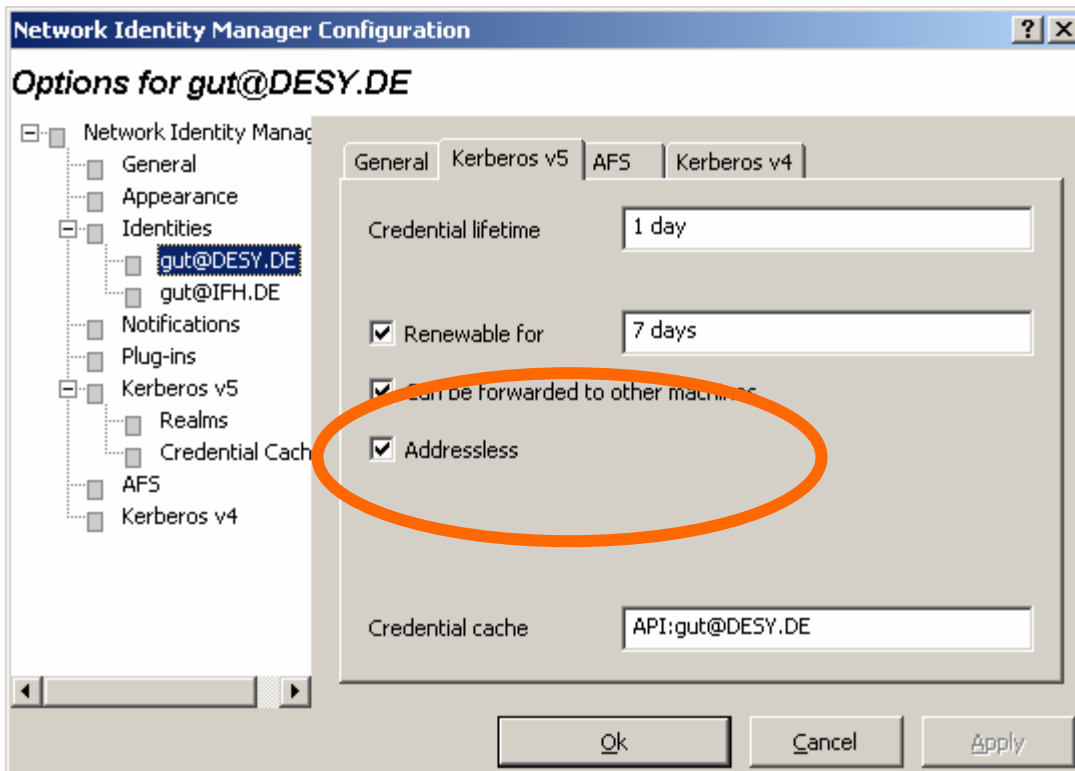 Network Identity Manager Configuration
Options for gut@DESY.DE
Network Identity Manag
General
Appearance
Identities
gut@DESY.DE
gut@IFH.DE
Notifications
Plug-ins
Kerberos v5
Realms
Credential Cach
AFS
Kerberos v4
General Kerberos v5 AFS Kerberos v4
Credential lifetime 1 day
Renewable for 7 days
Can be forwarded to other machines
Addressless
Credential cache API:gut@DESY.DE
Ok Cancel Apply